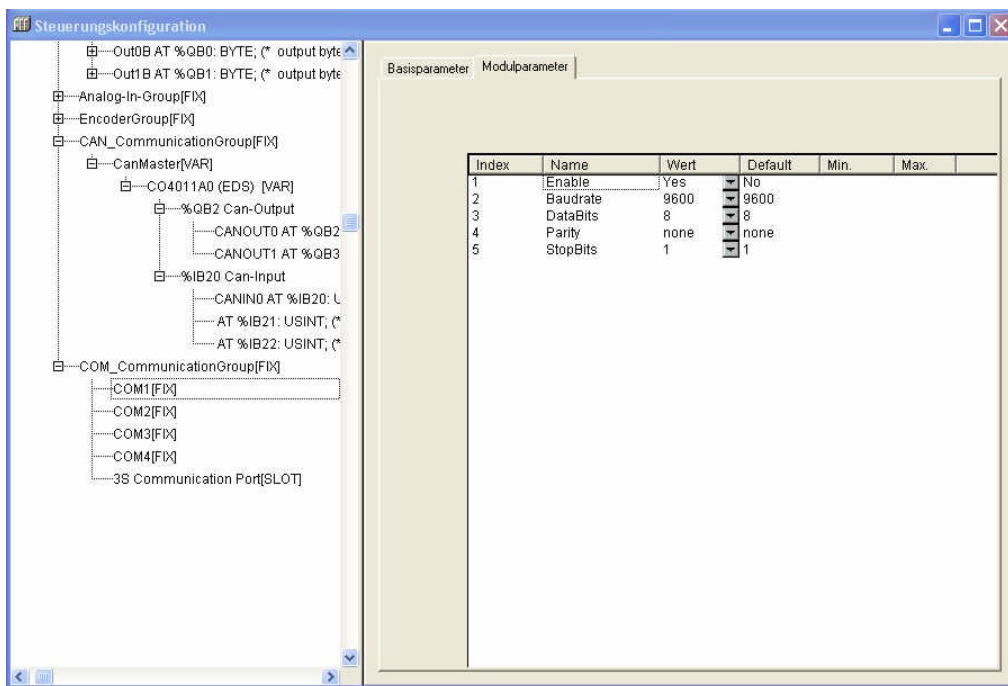 Steuerungskonfiguration
Out0B AT %QB0: BYTE; (* output byte
Out1B AT %QB1: BYTE; (* output byte
Analog-In-Group[FIX]
EncoderGroup[FIX]
CAN_CommunicationGroup[FIX]
CanMaster[VAR]
CO4011A0 (EDS) [VAR]
%QB2 Can-Output
CANOUT0 AT %QB2
CANOUT1 AT %QB3
%IB20 Can-Input
CANIN0 AT %IB20: U
AT %IB21: USINT; (*
AT %IB22: USINT; (*
COM_CommunicationGroup[FIX]
COM1[FIX]
COM2[FIX]
COM3[FIX]
COM4[FIX]
3S Communication Port[SLOT]
Basisparameter Modulparameter
Index Name Wert Default Min. Max.
1 Enable Yes No
2 Baudrate 9600 9600
3 DataBits 8 8
4 Parity none none
5 StopBits 1 1